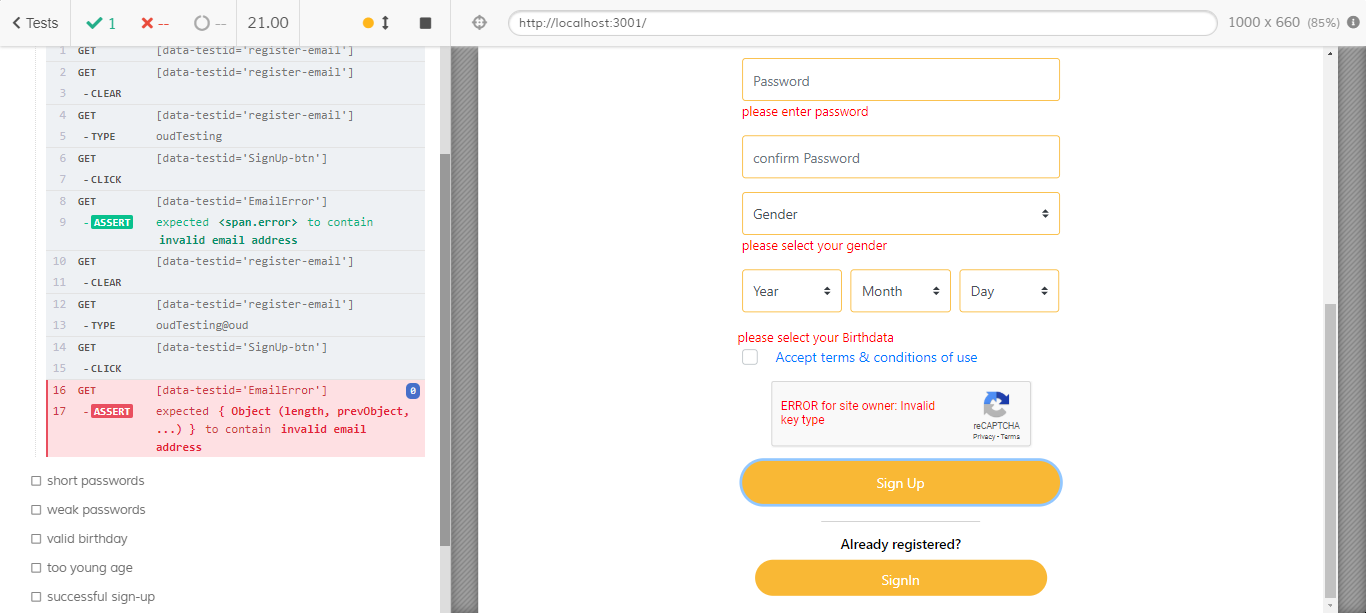 Tests
1
--
--
21.00
http://localhost:3001/
1000 x 660 (85%)
1 GET [data-testid='register-email']
2 GET [data-testid='register-email']
3 -CLEAR
4 GET [data-testid='register-email']
5 -TYPE oudTesting
6 GET [data-testid='SignUp-btn']
7 -CLICK
8 GET [data-testid='EmailError']
9 -ASSERT expected <span.error> to contain
invalid email address
10 GET [data-testid='register-email']
11 -CLEAR
12 GET [data-testid='register-email']
13 -TYPE oudTesting@oud
14 GET [data-testid='SignUp-btn']
15 -CLICK
16 GET [data-testid='EmailError'] 0
17 -ASSERT expected { Object (length, prevObject,
...) } to contain invalid email
address
short passwords
weak passwords
valid birthday
too young age
successful sign-up
Password
please enter password
confirm Password
Gender
please select your gender
Year Month Day
please select your Birthdata
Accept terms & conditions of use
ERROR for site owner: Invalid
key type
reCAPTCHA
Privacy - Terms
Sign Up
Already registered?
SignIn